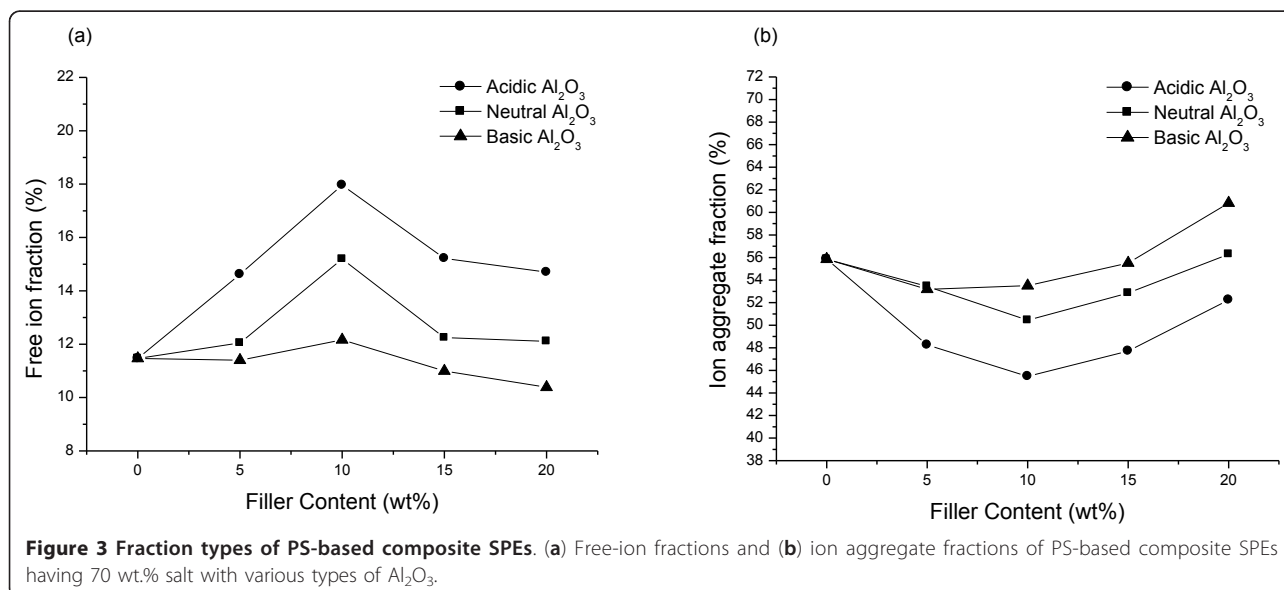 (a)
22
20
18
16
14
12
10
8
0 5 10 15 20
Free ion fraction (%)
Filler Content (wt%)
Acidic Al₂O₃
Neutral Al₂O₃
Basic Al₂O₃
(b)
72
70
68
66
64
62
60
58
56
54
52
50
48
46
44
42
40
38
0 5 10 15 20
Ion aggregate fraction (%)
Filler Content (wt%)
Acidic Al₂O₃
Neutral Al₂O₃
Basic Al₂O₃
Figure 3 Fraction types of PS-based composite SPEs. (a) Free-ion fractions and (b) ion aggregate fractions of PS-based composite SPEs
having 70 wt.% salt with various types of Al₂O₃.